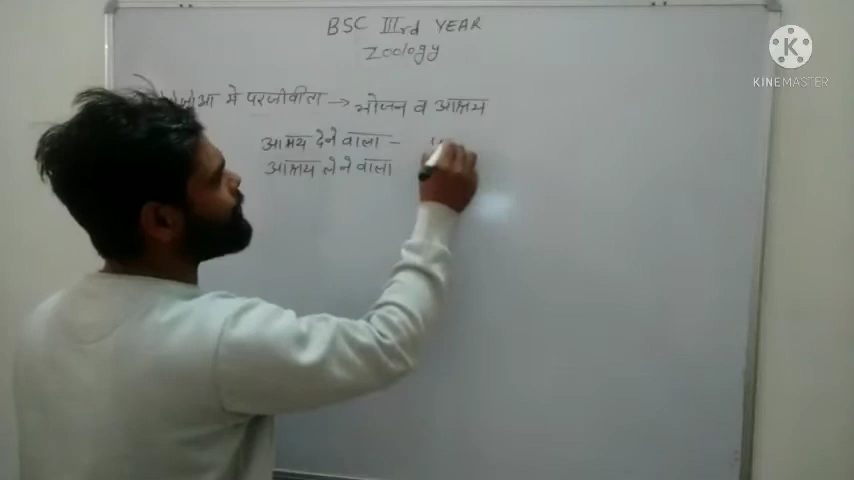 BSC IIIrd YEAR
Zoology
में परजीविता → भोजन व आश्रय
आश्रय देने वाला -
आश्रय लेने वाला
K
KINEMASTER